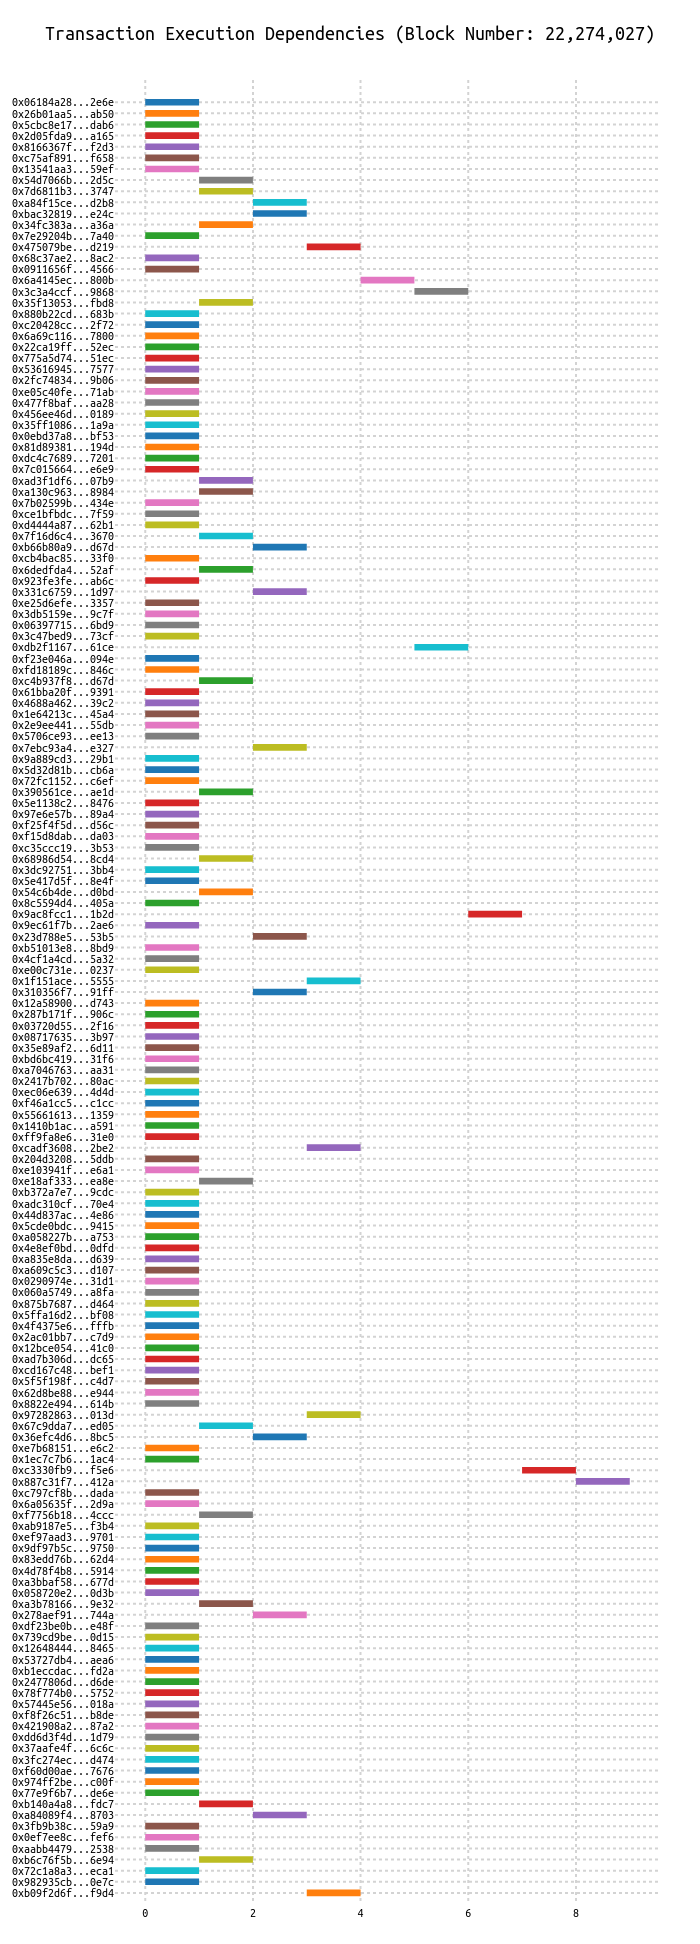 Transaction Execution Dependencies (Block Number: 22,274,027)
0x06184a28...2e6e
0x26b01aa5...ab50
0x5cbc8e17...dab6
0x2d05fda9...a165
0x8166367f...f2d3
0xc75af891...f658
0x13541aa3...59ef
0x54d7066b...2d5c
0x7d6811b3...3747
0xa84f15ce...d2b8
0xbac32819...e24c
0x34fc383a...a36a
0x7e29204b...7a40
0x475079be...d219
0x68c37ae2...8ac2
0x0911656f...4566
0x6a4145ec...800b
0x3c3a4ccf...9868
0x35f13053...fbd8
0x880b22cd...683b
0xc20428cc...2f72
0x6a69c116...7800
0x22ca19ff...52ec
0x775a5d74...51ec
0x53616945...7577
0x2fc74834...9b06
0xe05c40fe...71ab
0x477f8baf...aa28
0x456ee46d...0189
0x35ff1086...1a9a
0x0ebd37a8...bf53
0x81d89381...194d
0xdc4c7689...7201
0x7c015664...e6e9
0xad3f1df6...07b9
0xa130c963...8984
0x7b02599b...434e
0xce1bfbdc...7f59
0xd4444a87...62b1
0x7f16d6c4...3670
0xb66b80a9...d67d
0xcb4bac85...33f0
0x6dedfda4...52af
0x923fe3fe...ab6c
0x331c6759...1d97
0xe25d6efe...3357
0x3db5159e...9c7f
0x06397715...6bd9
0x3c47bed9...73cf
0xdb2f1167...61ce
0xf23e046a...094e
0xfd18189c...846c
0xc4b937f8...d67d
0x61bba20f...9391
0x4688a462...39c2
0x1e64213c...45a4
0x2e9ee441...55db
0x5706ce93...ee13
0x7ebc93a4...e327
0x9a889cd3...29b1
0x5d32d81b...cb6a
0x72fc1152...c6ef
0x390561ce...ae1d
0x5e1138c2...8476
0x97e6e57b...89a4
0xf25f4f5d...d56c
0xf15d8dab...da03
0xc35ccc19...3b53
0x68986d54...8cd4
0x3dc92751...3bb4
0x5e417d5f...8e4f
0x54c6b4de...d0bd
0x8c5594d4...405a
0x9ac8fcc1...1b2d
0x9ec61f7b...2ae6
0x23d788e5...53b5
0xb51013e8...8bd9
0x4cf1a4cd...5a32
0xe00c731e...0237
0x1f151ace...5555
0x310356f7...91ff
0x12a58900...d743
0x287b171f...906c
0x03720d55...2f16
0x08717635...3b97
0x35e89af2...6d11
0xbd6bc419...31f6
0xa7046763...aa31
0x2417b702...80ac
0xec06e639...4d4d
0xf46a1cc5...c1cc
0x55661613...1359
0x1410b1ac...a591
0xff9fa8e6...31e0
0xcadf3608...2be2
0x204d3208...5ddb
0xe103941f...e6a1
0xe18af333...ea8e
0xb372a7e7...9cdc
0xadc310cf...70e4
0x44d837ac...4e86
0x5cde0bdc...9415
0xa058227b...a753
0x4e8ef0bd...0dfd
0xa835e8da...d639
0xa609c5c3...d107
0x0290974e...31d1
0x060a5749...a8fa
0x875b7687...d464
0x5ffa16d2...bf08
0x4f4375e6...fffb
0x2ac01bb7...c7d9
0x12bce054...41c0
0xad7b306d...dc65
0xcd167c48...bef1
0x5f5f198f...c4d7
0x62d8be88...e944
0x8822e494...614b
0x97282863...013d
0x67c9dda7...ed05
0x36efc4d6...8bc5
0xe7b68151...e6c2
0x1ec7c7b6...1ac4
0xc3330fb9...f5e6
0x887c31f7...412a
0xc797cf8b...dada
0x6a05635f...2d9a
0xf7756b18...4ccc
0xab9187e5...f3b4
0xef97aad3...9701
0x9df97b5c...9750
0x83edd76b...62d4
0x4d78f4b8...5914
0xa3bbaf58...677d
0x058720e2...0d3b
0xa3b78166...9e32
0x278aef91...744a
0xdf23be0b...e48f
0x739cd9be...0d15
0x12648444...8465
0x53727db4...aea6
0xb1eccdac...fd2a
0x2477806d...d6de
0x78f774b0...5752
0x57445e56...018a
0xf8f26c51...b8de
0x421908a2...87a2
0xdd6d3f4d...1d79
0x37aafe4f...6c6c
0x3fc274ec...d474
0xf60d00ae...7676
0x974ff2be...c00f
0x77e9f6b7...de6e
0xb140a4a8...fdc7
0xa84089f4...8703
0x3fb9b38c...59a9
0x0ef7ee8c...fef6
0xaabb4479...2538
0xb6c76f5b...6e94
0x72c1a8a3...eca1
0x982935cb...0e7c
0xb09f2d6f...f9d4
0 2 4 6 8